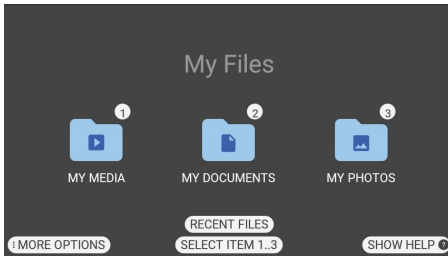 My Files
1 2 3
MY MEDIA MY DOCUMENTS MY PHOTOS
RECENT FILES
MORE OPTIONS SELECT ITEM 1..3 SHOW HELP ?